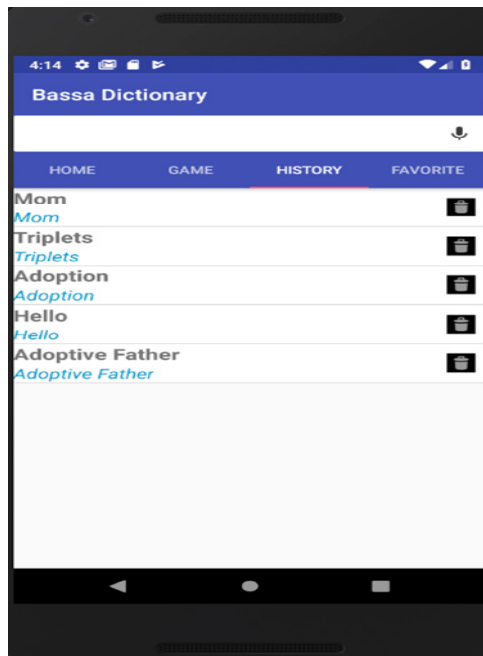 4:14
Bassa Dictionary
HOME GAME HISTORY FAVORITE
Mom
Mom
Triplets
Triplets
Adoption
Adoption
Hello
Hello
Adoptive Father
Adoptive Father